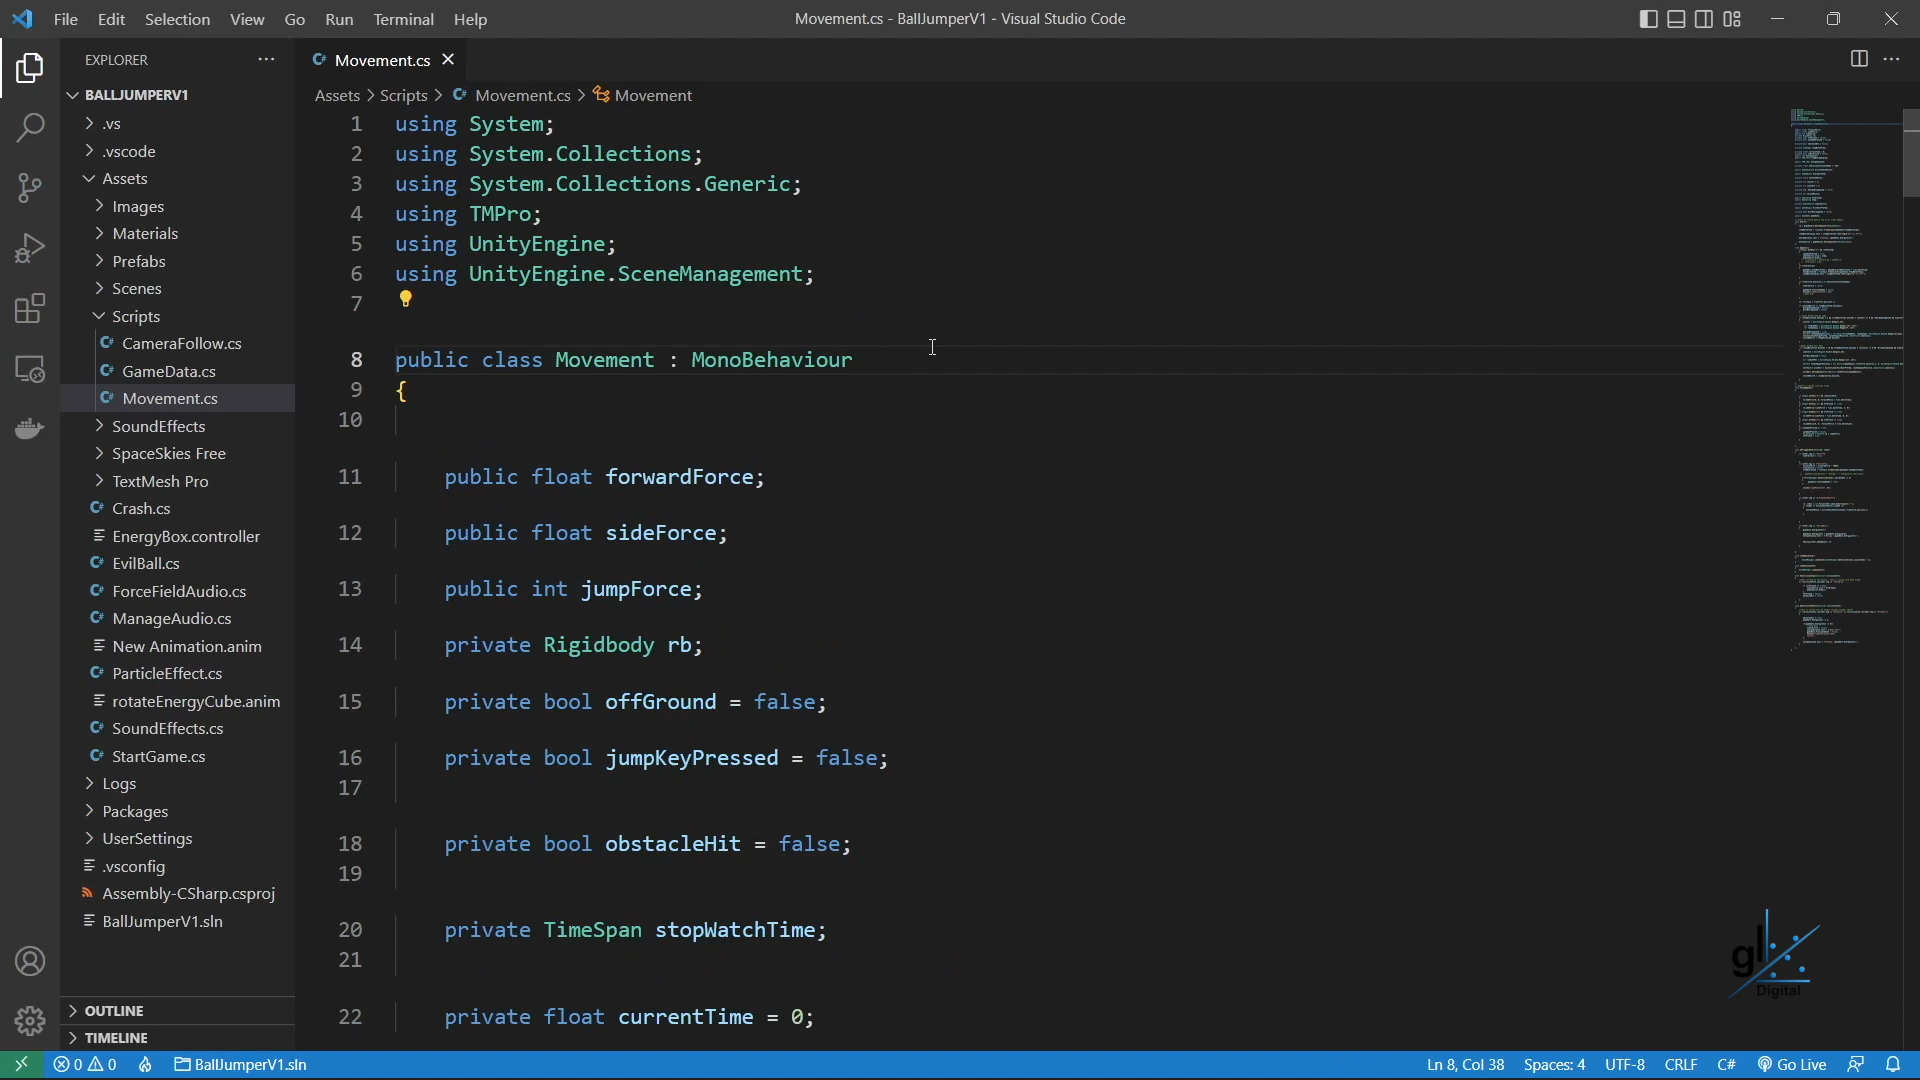 File Edit Selection View Go Run Terminal Help
Movement.cs - BallJumperV1 - Visual Studio Code
EXPLORER
BALLJUMPERV1
.vs
.vscode
Assets
Images
Materials
Prefabs
Scenes
Scripts
CameraFollow.cs
GameData.cs
Movement.cs
SoundEffects
SpaceSkies Free
TextMesh Pro
Crash.cs
EnergyBox.controller
EvilBall.cs
ForceFieldAudio.cs
ManageAudio.cs
New Animation.anim
ParticleEffect.cs
rotateEnergyCube.anim
SoundEffects.cs
StartGame.cs
Logs
Packages
UserSettings
.vsconfig
Assembly-CSharp.csproj
BallJumperV1.sln
OUTLINE
TIMELINE
Movement.cs
Assets > Scripts > Movement.cs > Movement
1 using System;
2 using System.Collections;
3 using System.Collections.Generic;
4 using TMPro;
5 using UnityEngine;
6 using UnityEngine.SceneManagement;
7
8 public class Movement : MonoBehaviour
9 {
10
11 public float forwardForce;
12 public float sideForce;
13 public int jumpForce;
14 private Rigidbody rb;
15 private bool offGround = false;
16 private bool jumpKeyPressed = false;
17
18 private bool obstacleHit = false;
19
20 private TimeSpan stopWatchTime;
21
22 private float currentTime = 0;
gl
Digital
0 0 BallJumperV1.sln
Ln 8, Col 38 Spaces: 4 UTF-8 CRLF C# Go Live